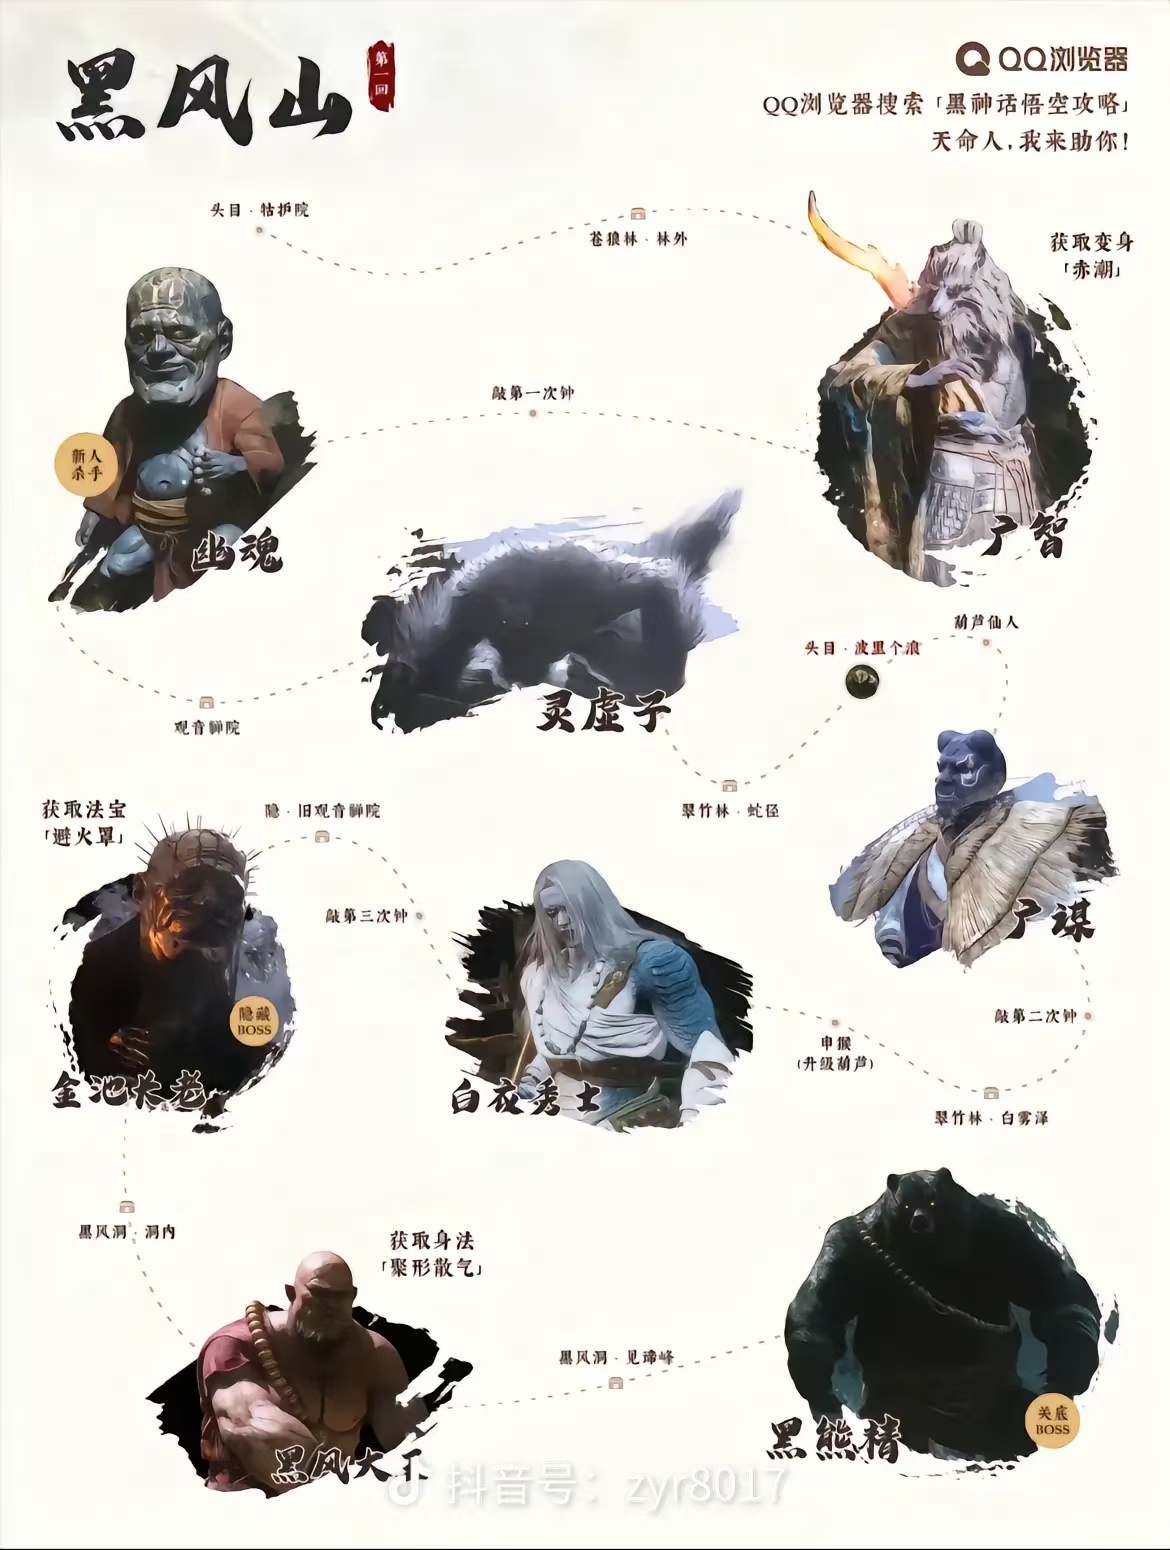 黑风山
第一回
QQ浏览器
QQ浏览器搜索「黑神话悟空攻略」
天命人，我来助你！
头目·牯护院
苍狼林·林外
获取变身
「赤潮」
敲第一次钟
新人
杀手
幽魂
广智
葫芦仙人
头目·波里个浪
灵虚子
观音禅院
翠竹林·蛇径
获取法宝
「避火罩」
隐·旧观音禅院
敲第三次钟
广谋
隐藏
BOSS
敲第二次钟
申猴
(升级葫芦)
金池长老
白衣秀士
翠竹林·白雾泽
黑风洞·洞内
获取身法
「聚形散气」
黑风洞·见谛峰
关底
BOSS
黑熊精
黑风大王
抖音号：zyr8017